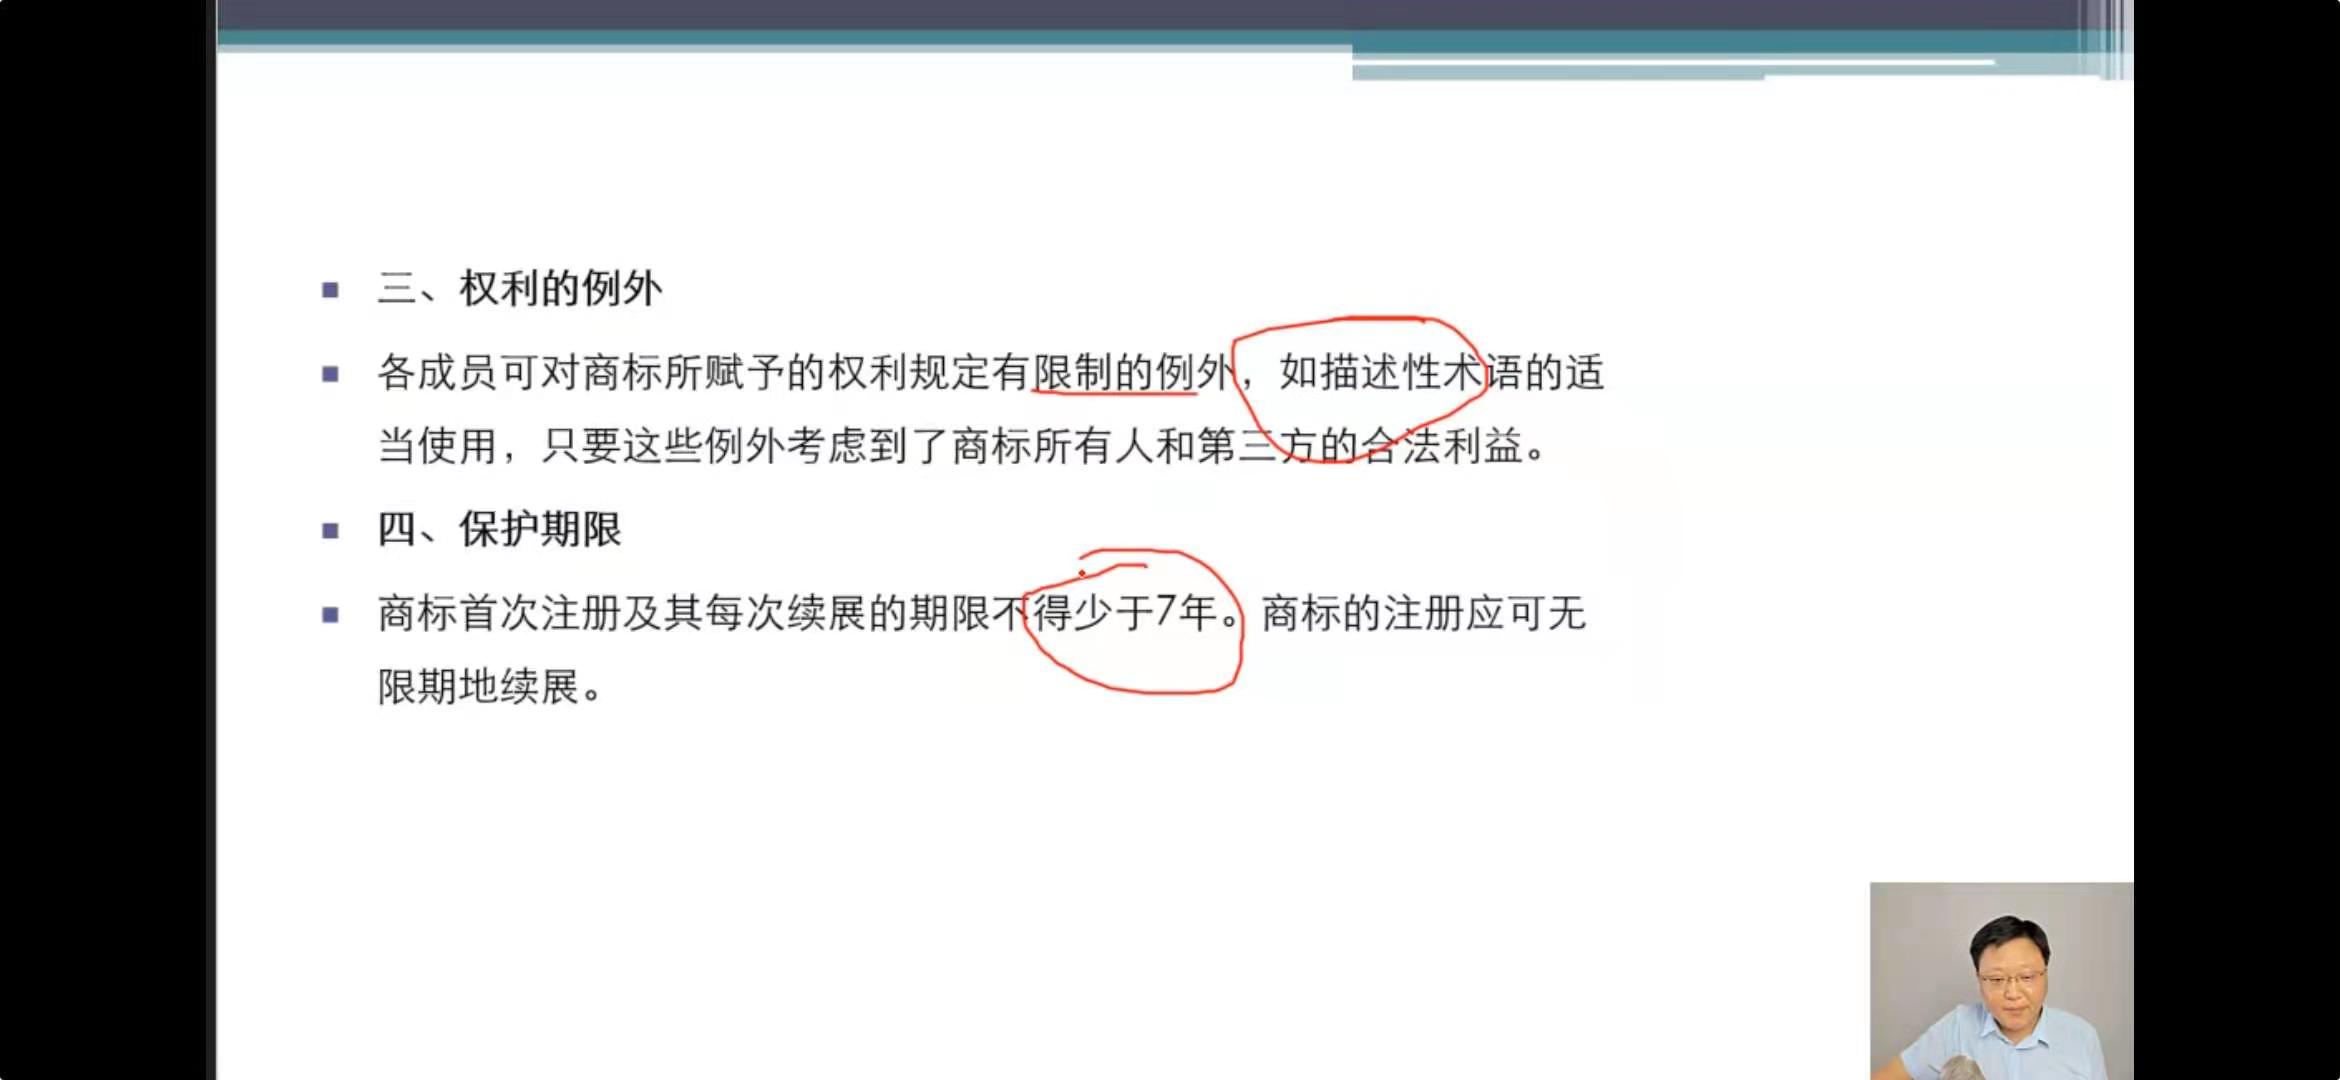 三、权利的例外
各成员可对商标所赋予的权利规定有限制的例外，如描述性术语的适
当使用，只要这些例外考虑到了商标所有人和第三方的合法利益。
四、保护期限
商标首次注册及其每次续展的期限不得少于7年。商标的注册应可无
限期地续展。